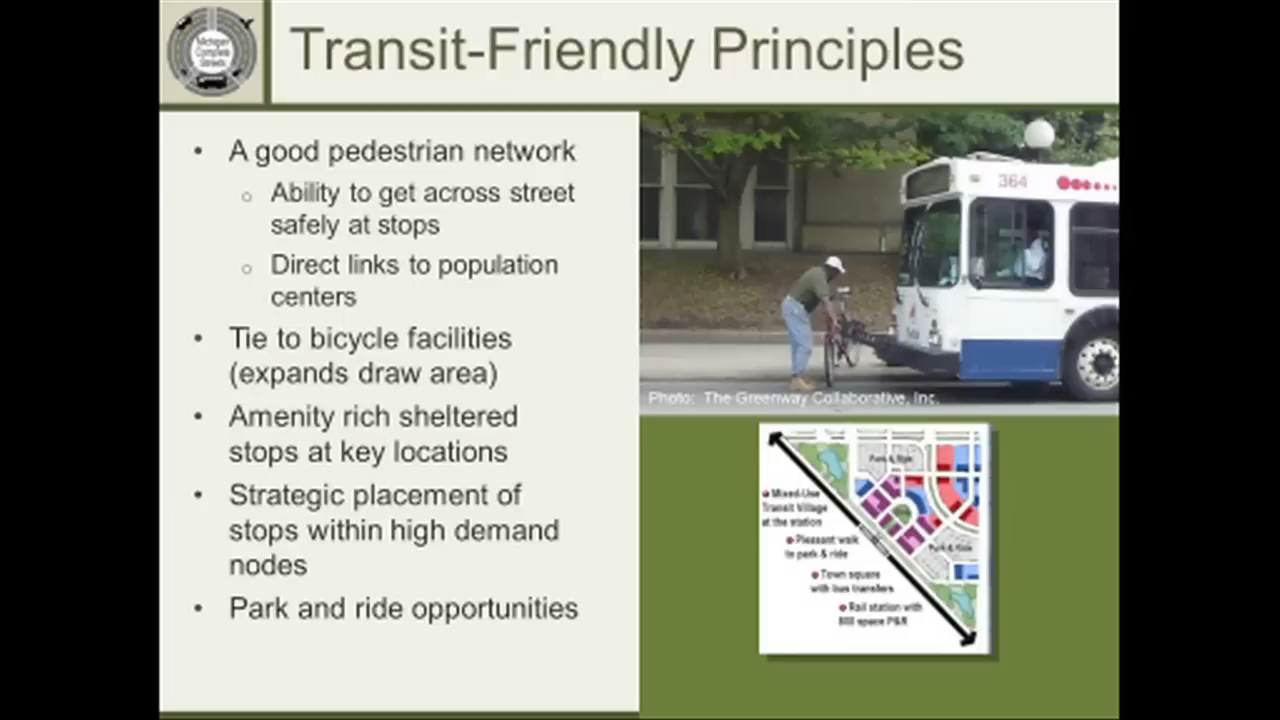 Michigan
Complete
Streets
Transit-Friendly Principles
• A good pedestrian network
o Ability to get across street
safely at stops
o Direct links to population
centers
• Tie to bicycle facilities
(expands draw area)
• Amenity rich sheltered
stops at key locations
• Strategic placement of
stops within high demand
nodes
• Park and ride opportunities
364
Photo: The Greenway Collaborative, Inc.
Park & Ride
Mixed-Use
Transit Village
at the station
Pleasant walk
to park & ride
Park & Ride
Town square
with bus transfers
Rail station with
space P&R